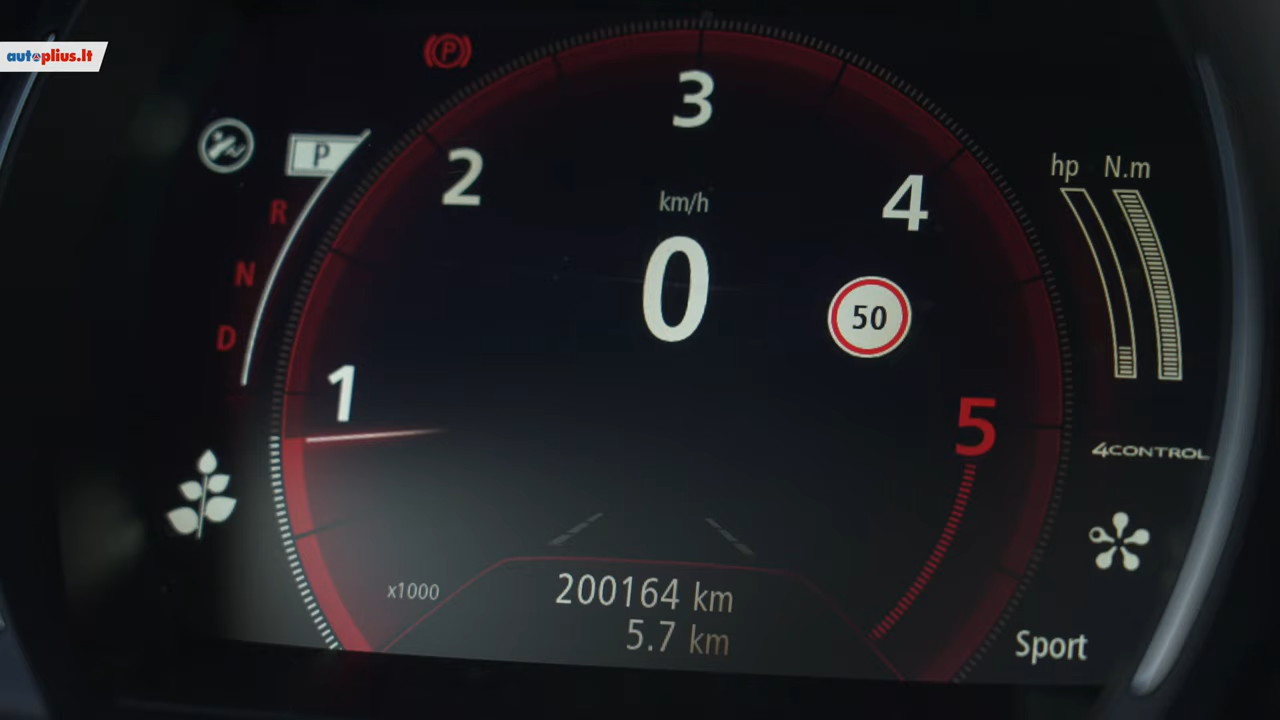 autoplius.lt
P
P
R
N
D
1
2
3
4
5
km/h
0
50
hp N.m
4CONTROL
x1000
200164 km
5.7 km
Sport